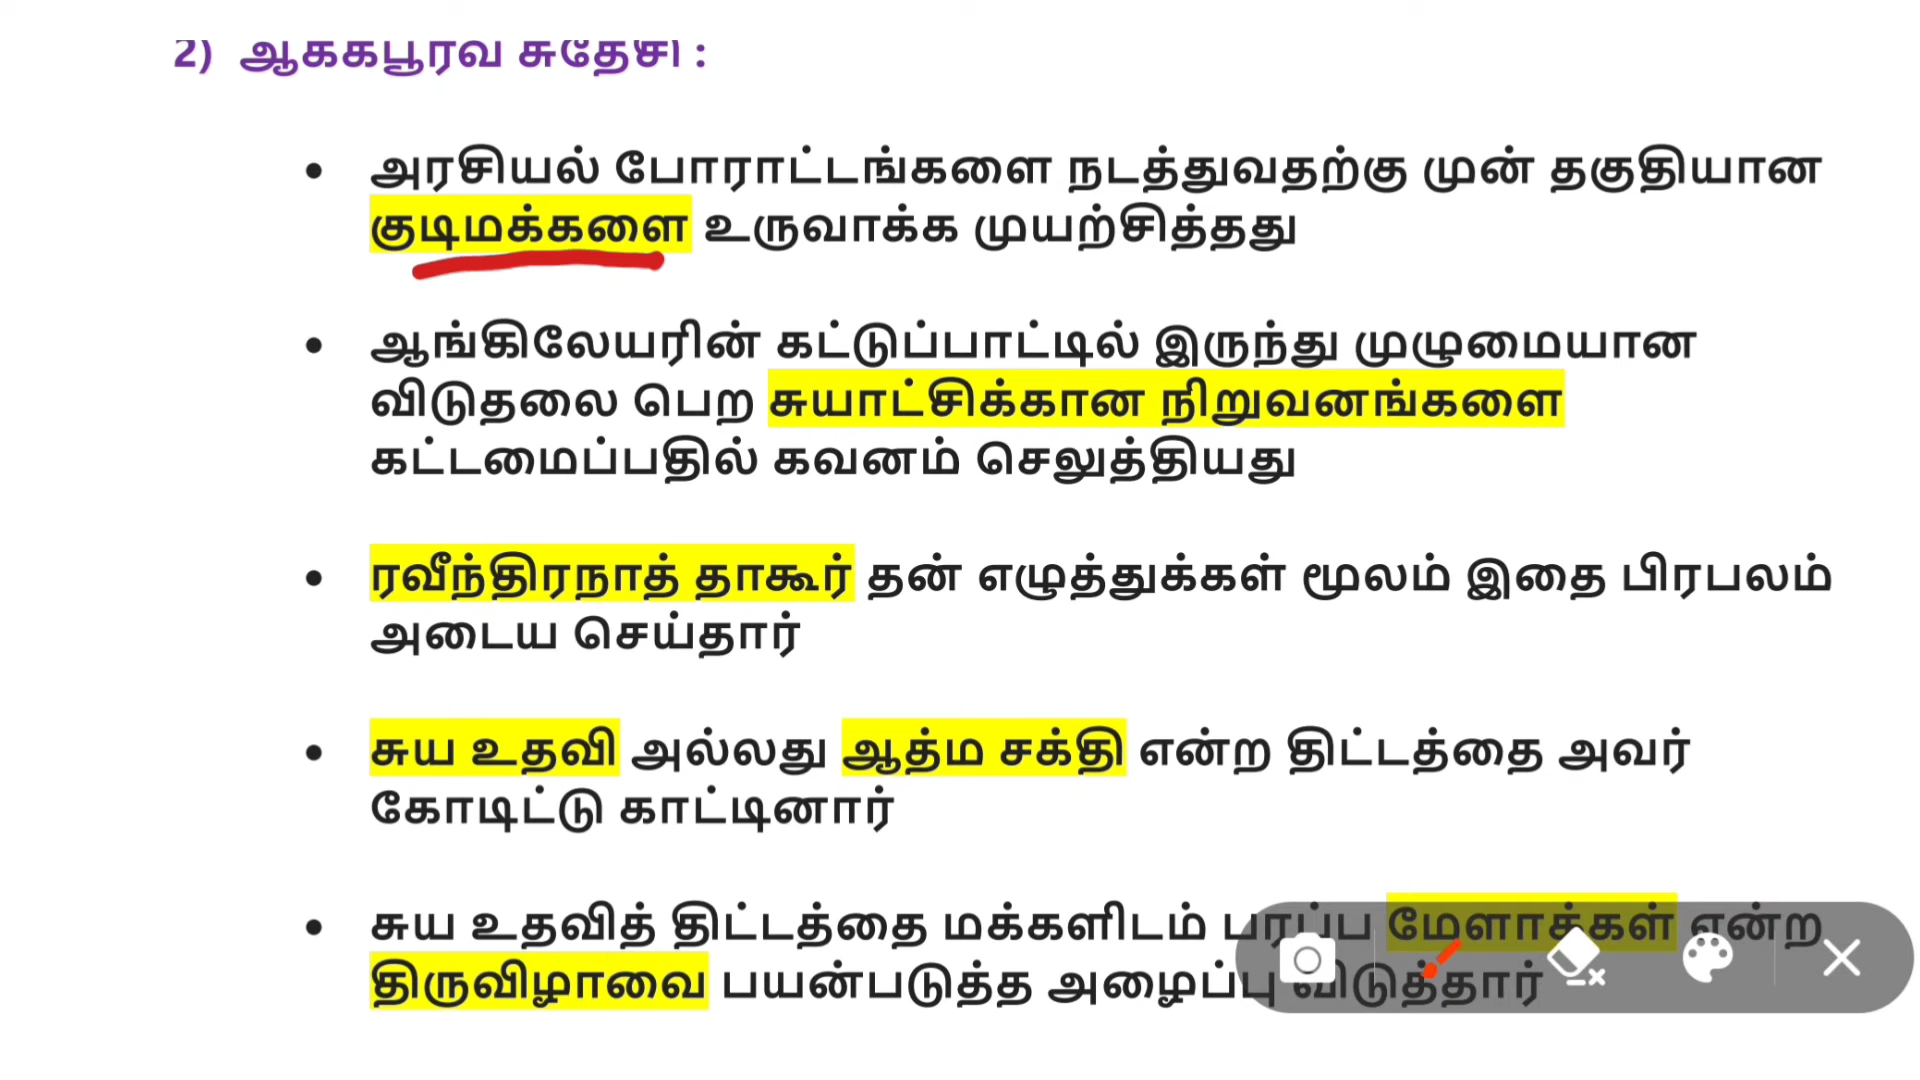 2) ஆக்கபூர்வ சுதேசி :
• அரசியல் போராட்டங்களை நடத்துவதற்கு முன் தகுதியான
குடிமக்களை உருவாக்க முயற்சித்தது
• ஆங்கிலேயரின் கட்டுப்பாட்டில் இருந்து முழுமையான
விடுதலை பெற சுயாட்சிக்கான நிறுவனங்களை
கட்டமைப்பதில் கவனம் செலுத்தியது
• ரவீந்திரநாத் தாகூர் தன் எழுத்துக்கள் மூலம் இதை பிரபலம்
அடைய செய்தார்
• சுய உதவி அல்லது ஆத்ம சக்தி என்ற திட்டத்தை அவர்
கோடிட்டு காட்டினார்
• சுய உதவித் திட்டத்தை மக்களிடம் பரப்ப மேளாக்கள் என்ற
திருவிழாவை பயன்படுத்த அழைப்பு விடுத்தார்